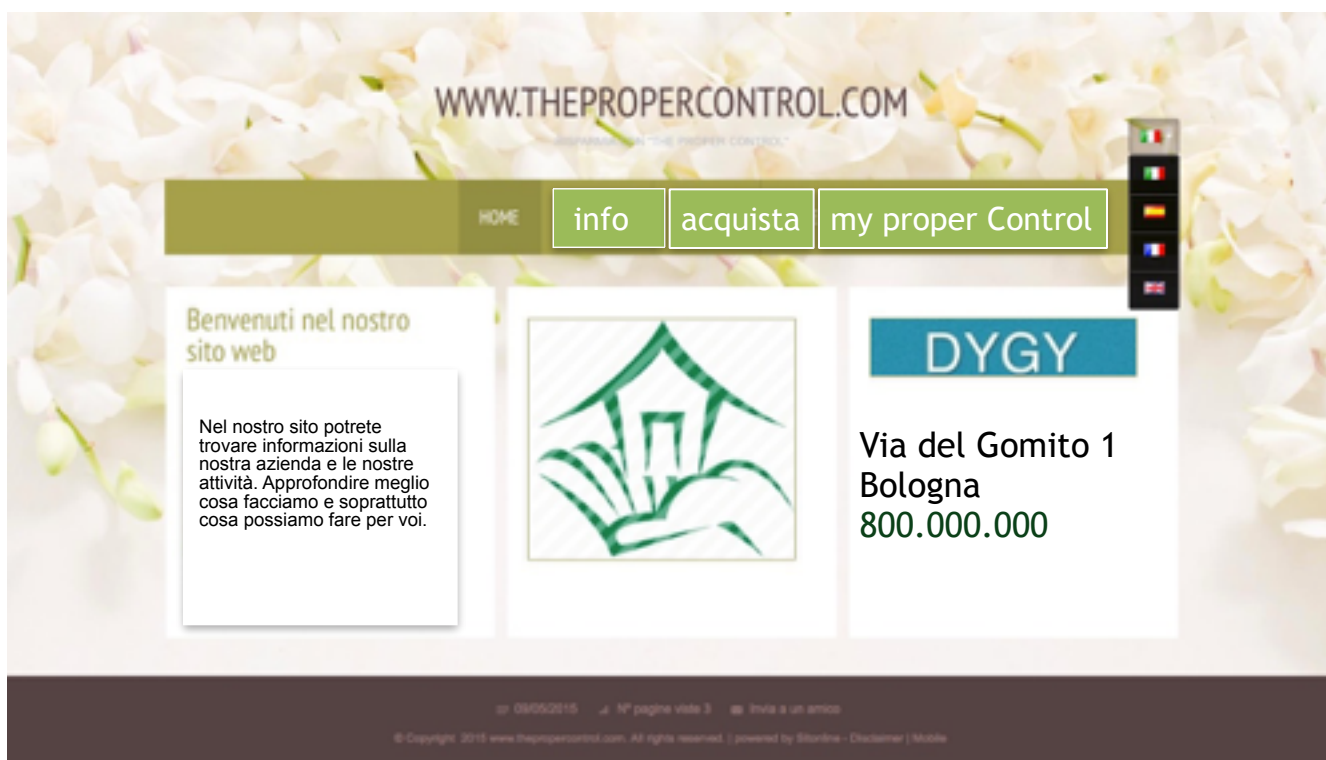 WWW.THEPROPERCONTROL.COM
"THE PROPER CONTROL"
HOME
info
acquista
my proper Control
Benvenuti nel nostro
sito web
Nel nostro sito potrete
trovare informazioni sulla
nostra azienda e le nostre
attività. Approfondire meglio
cosa facciamo e soprattutto
cosa possiamo fare per voi.
DYGY
Via del Gomito 1
Bologna
800.000.000
09/05/2015 N° pagine viste 3 Invia a un amico
© Copyright 2015 www.thepropercontrol.com. All rights reserved. | powered by Sitonline - Disclaimer | Mobile